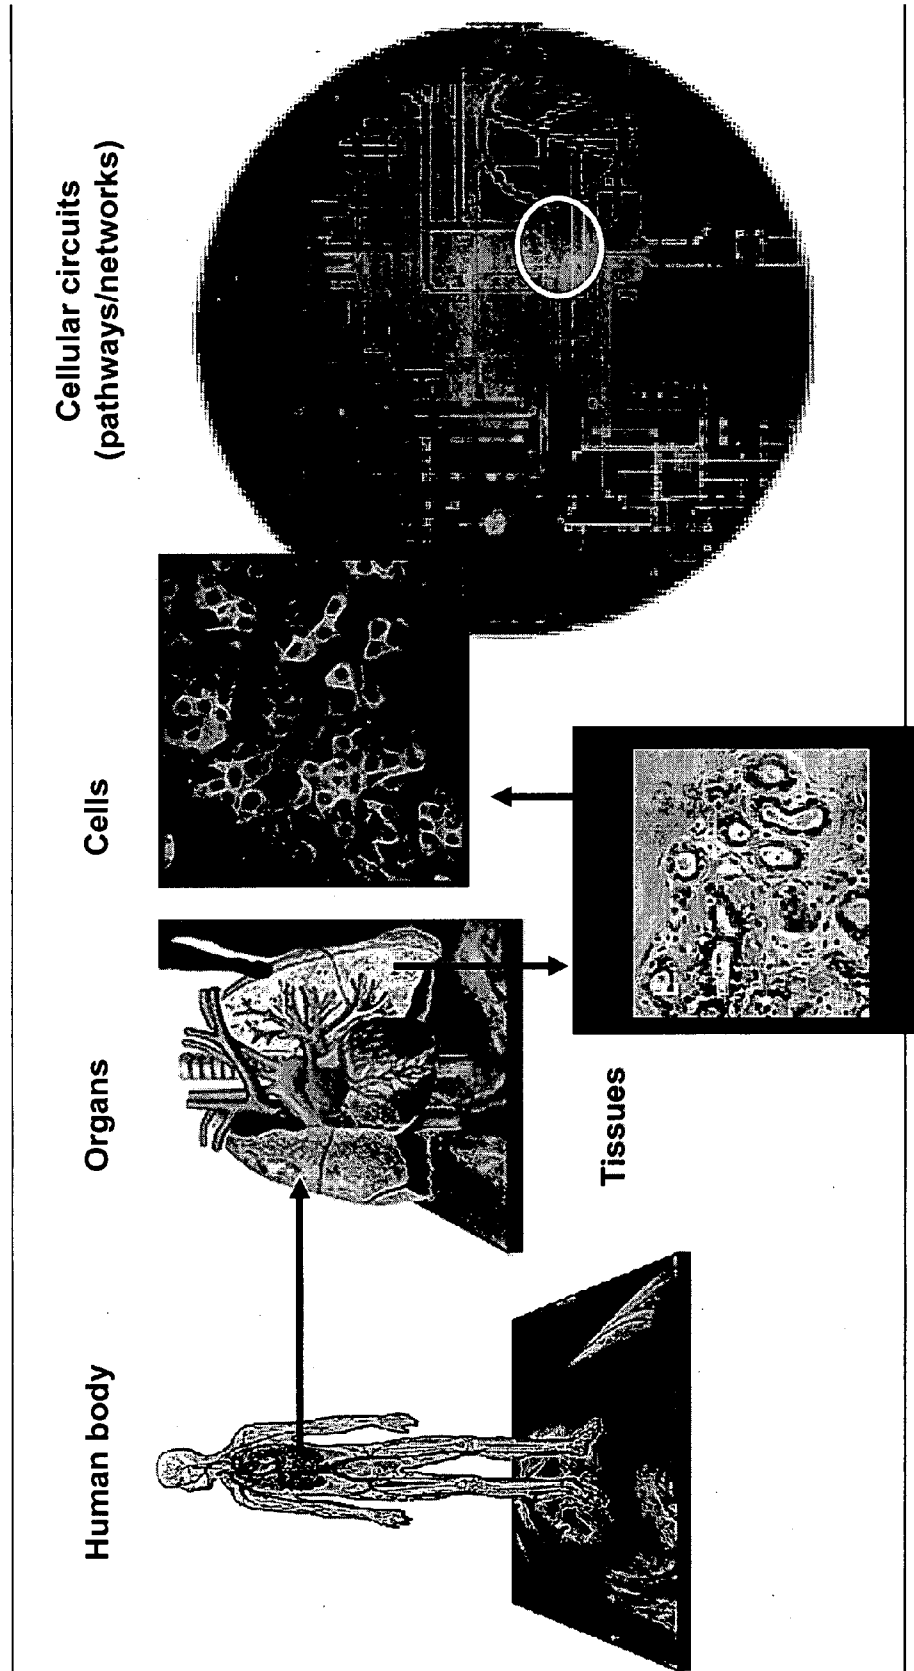 Human body
Organs
Tissues
Cells
Cellular circuits
(pathways/networks)